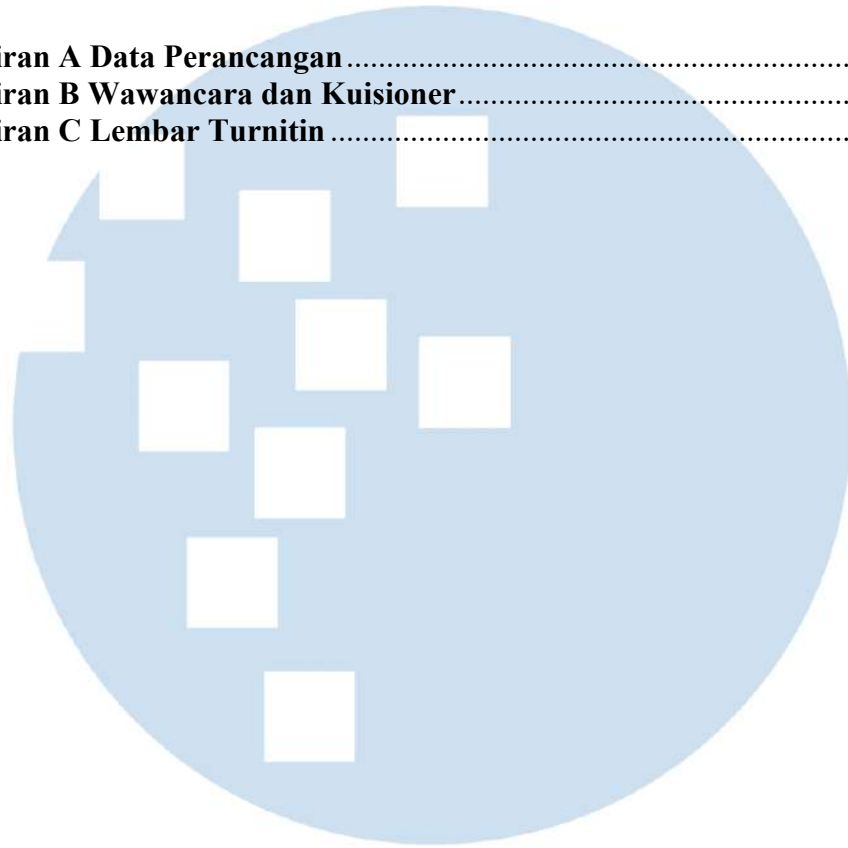 iran A Data Perancangan................................................................
iran B Wawancara dan Kuisioner..................................................
iran C Lembar Turnitin..................................................................